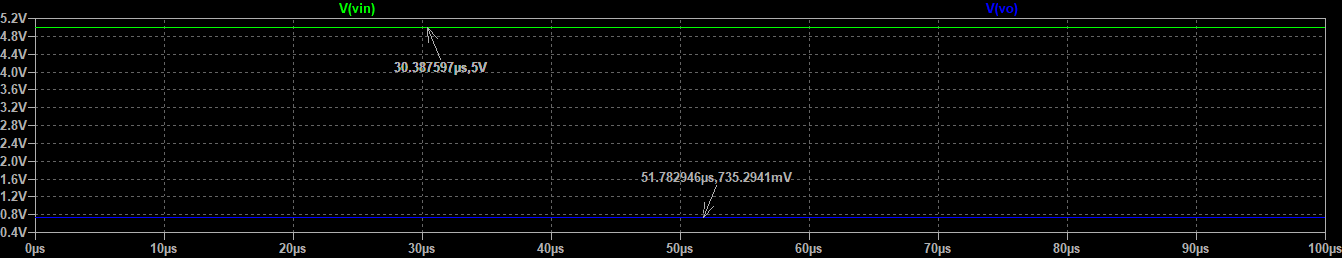 V(vin) V(vo)
5.2V
4.8V
4.4V
4.0V
3.6V
3.2V
2.8V
2.4V
2.0V
1.6V
1.2V
0.8V
0.4V
30.387597µs,5V
51.782946µs,735.2941mV
0µs 10µs 20µs 30µs 40µs 50µs 60µs 70µs 80µs 90µs 100µs